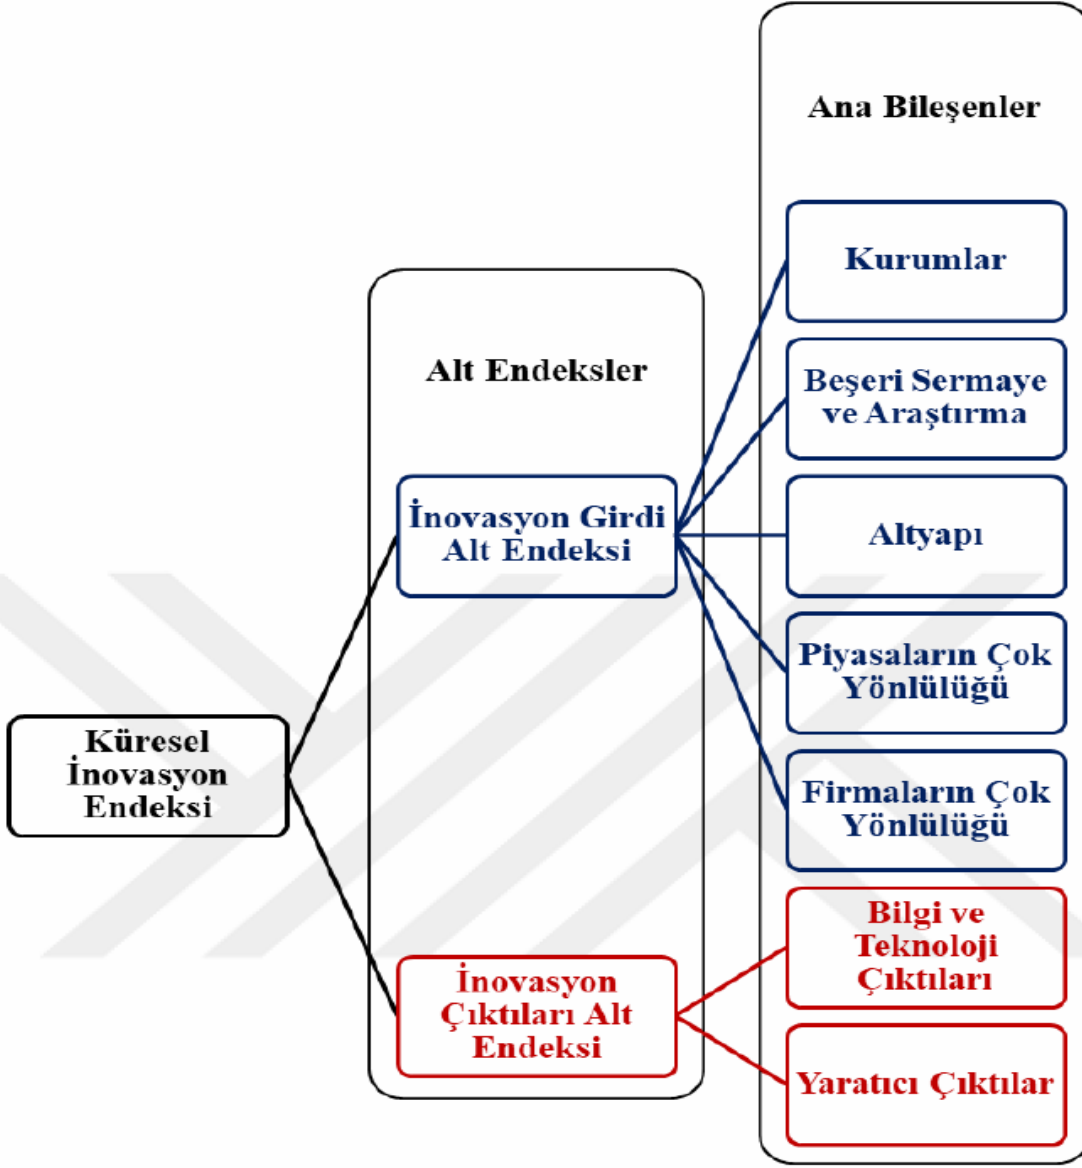 Ana Bileşenler
Kurumlar
Beşeri Sermaye
ve Araştırma
Alt Endeksler
İnovasyon Girdi
Alt Endeksi
Altyapı
Piyasaların Çok
Yönlülüğü
Küresel
İnovasyon
Endeksi
Firmaların Çok
Yönlülüğü
Bilgi ve
Teknoloji
Çıktıları
İnovasyon
Çıktıları Alt
Endeksi
Yaratıcı Çıktılar